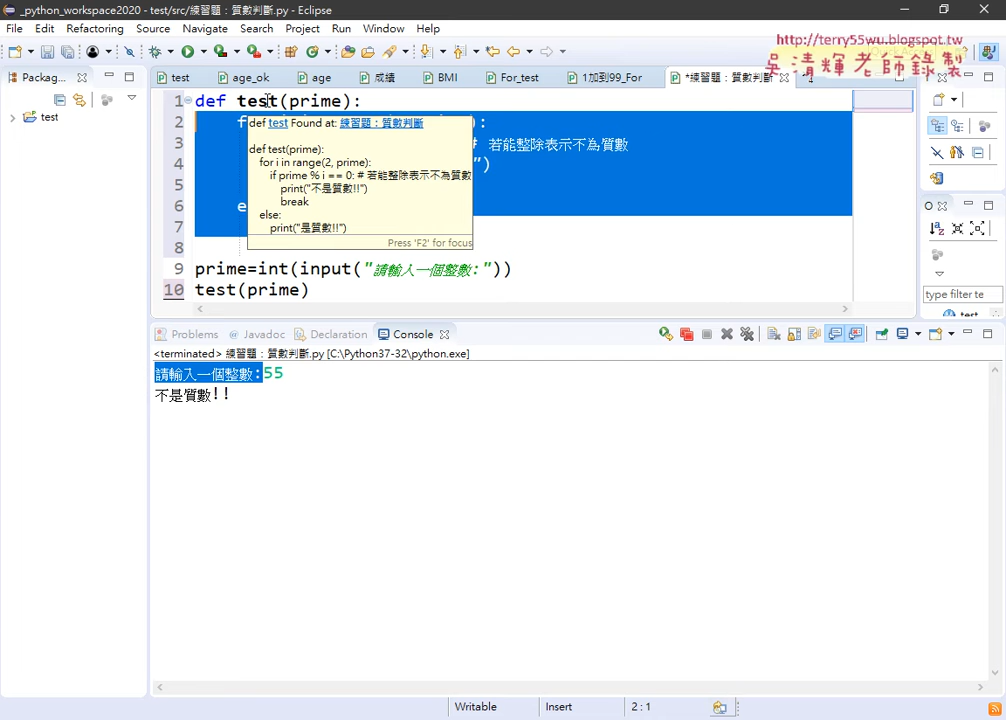 _python_workspace2020 - test/src/練習題：質數判斷.py - Eclipse
File Edit Refactoring Source Navigate Search Project Run Window Help
http://terry55wu.blogspot.tw
吳清輝老師錄製
Packag...
test age_ok age 成績 BMI For_test 1加到99_For *練習題：質數判斷
test
1 def test(prime):
2 f ):
3 # 若能整除表示不為質數
4 ")
5
6 e
7
8
9 prime=int(input("請輸入一個整數:"))
10 test(prime)
def test Found at: 練習題：質數判斷
def test(prime):
for i in range(2, prime):
if prime % i == 0: # 若能整除表示不為質數
print("不是質數!!")
break
else:
print("是質數!!")
Press 'F2' for focus
O
type filter te
test
Problems @ Javadoc Declaration Console
<terminated> 練習題：質數判斷.py [C:\Python37-32\python.exe]
請輸入一個整數:55
不是質數!!
Writable Insert 2 : 1